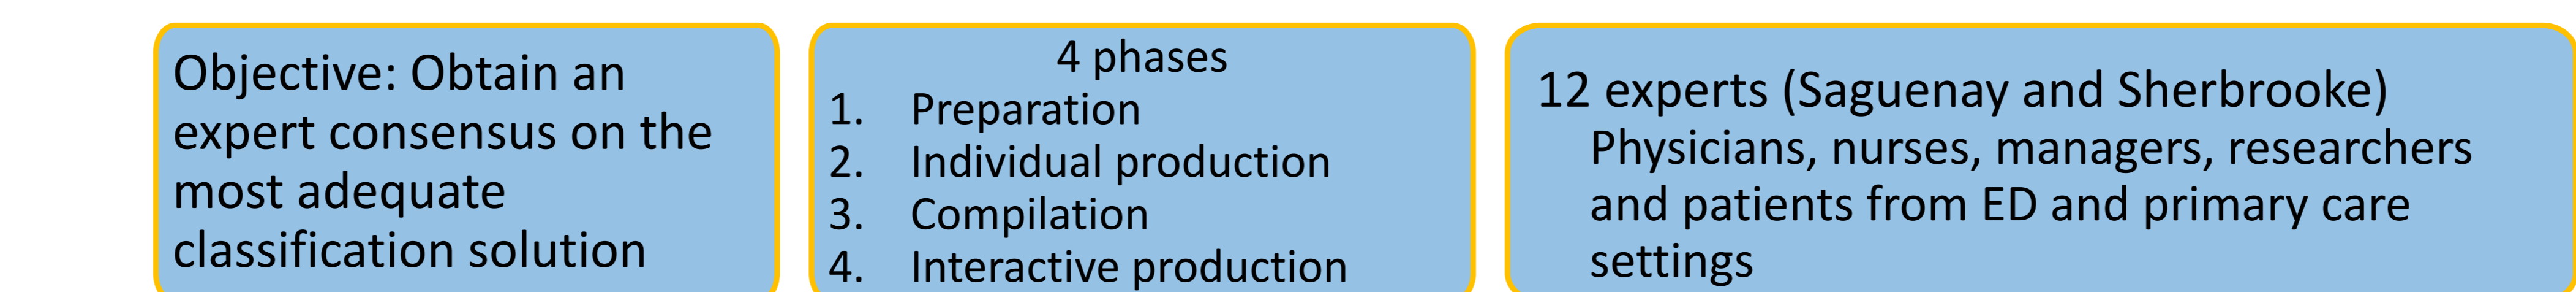 Objective: Obtain an
expert consensus on the
most adequate
classification solution
4 phases
1. Preparation
2. Individual production
3. Compilation
4. Interactive production
12 experts (Saguenay and Sherbrooke)
Physicians, nurses, managers, researchers
and patients from ED and primary care
settings